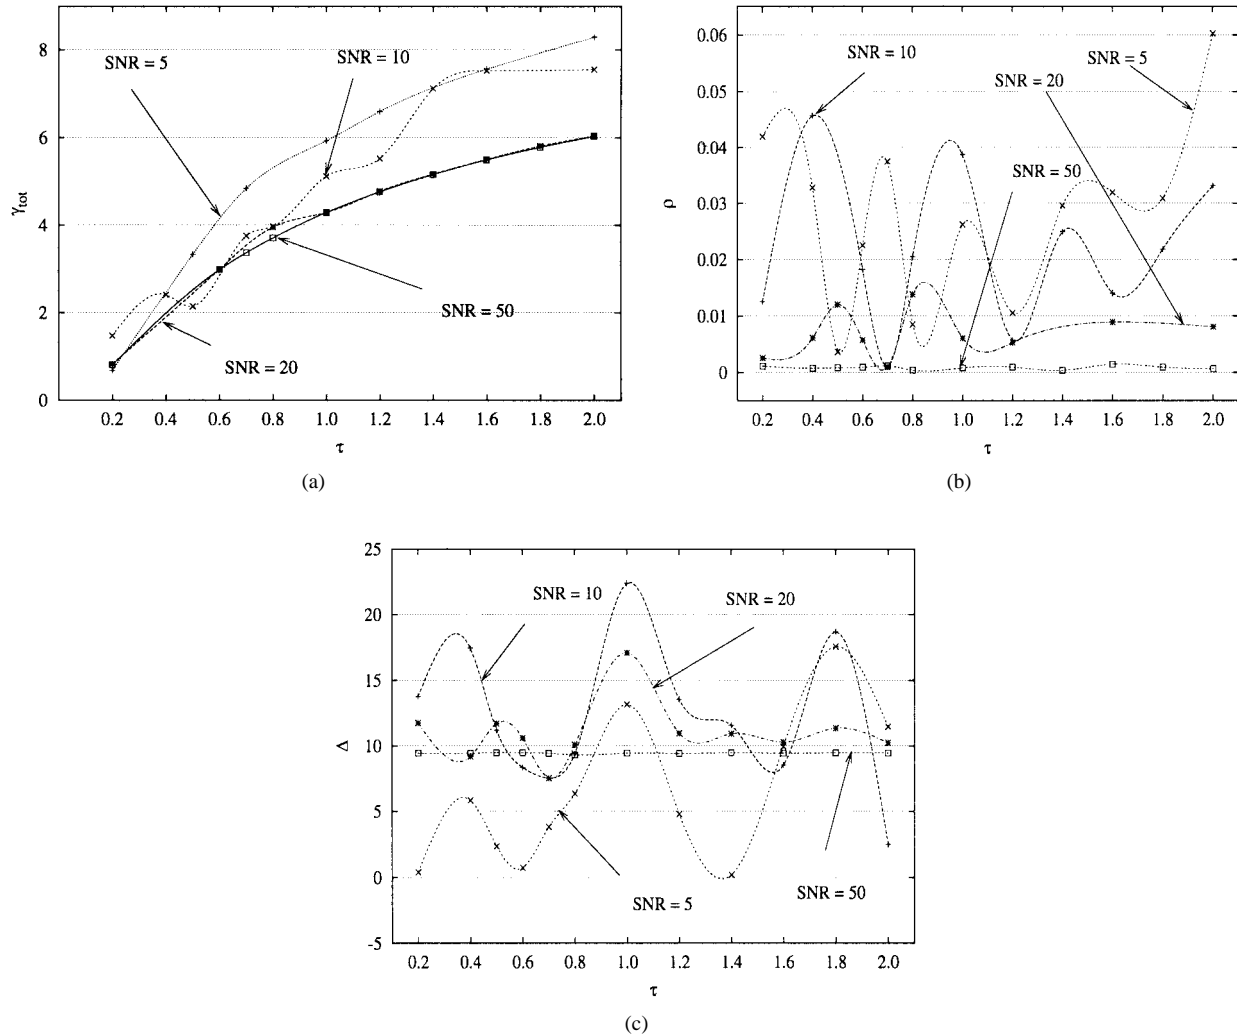 8
6
4
2
0
γtot
SNR = 5
SNR = 10
SNR = 50
SNR = 20
0.2 0.4 0.6 0.8 1.0 1.2 1.4 1.6 1.8 2.0
τ
(a)
0.06
0.05
0.04
0.03
0.02
0.01
0
ρ
SNR = 10
SNR = 5
SNR = 20
SNR = 50
0.2 0.4 0.6 0.8 1.0 1.2 1.4 1.6 1.8 2.0
τ
(b)
25
20
15
10
5
0
-5
Δ
SNR = 10
SNR = 20
SNR = 50
SNR = 5
0.2 0.4 0.6 0.8 1.0 1.2 1.4 1.6 1.8 2.0
τ
(c)